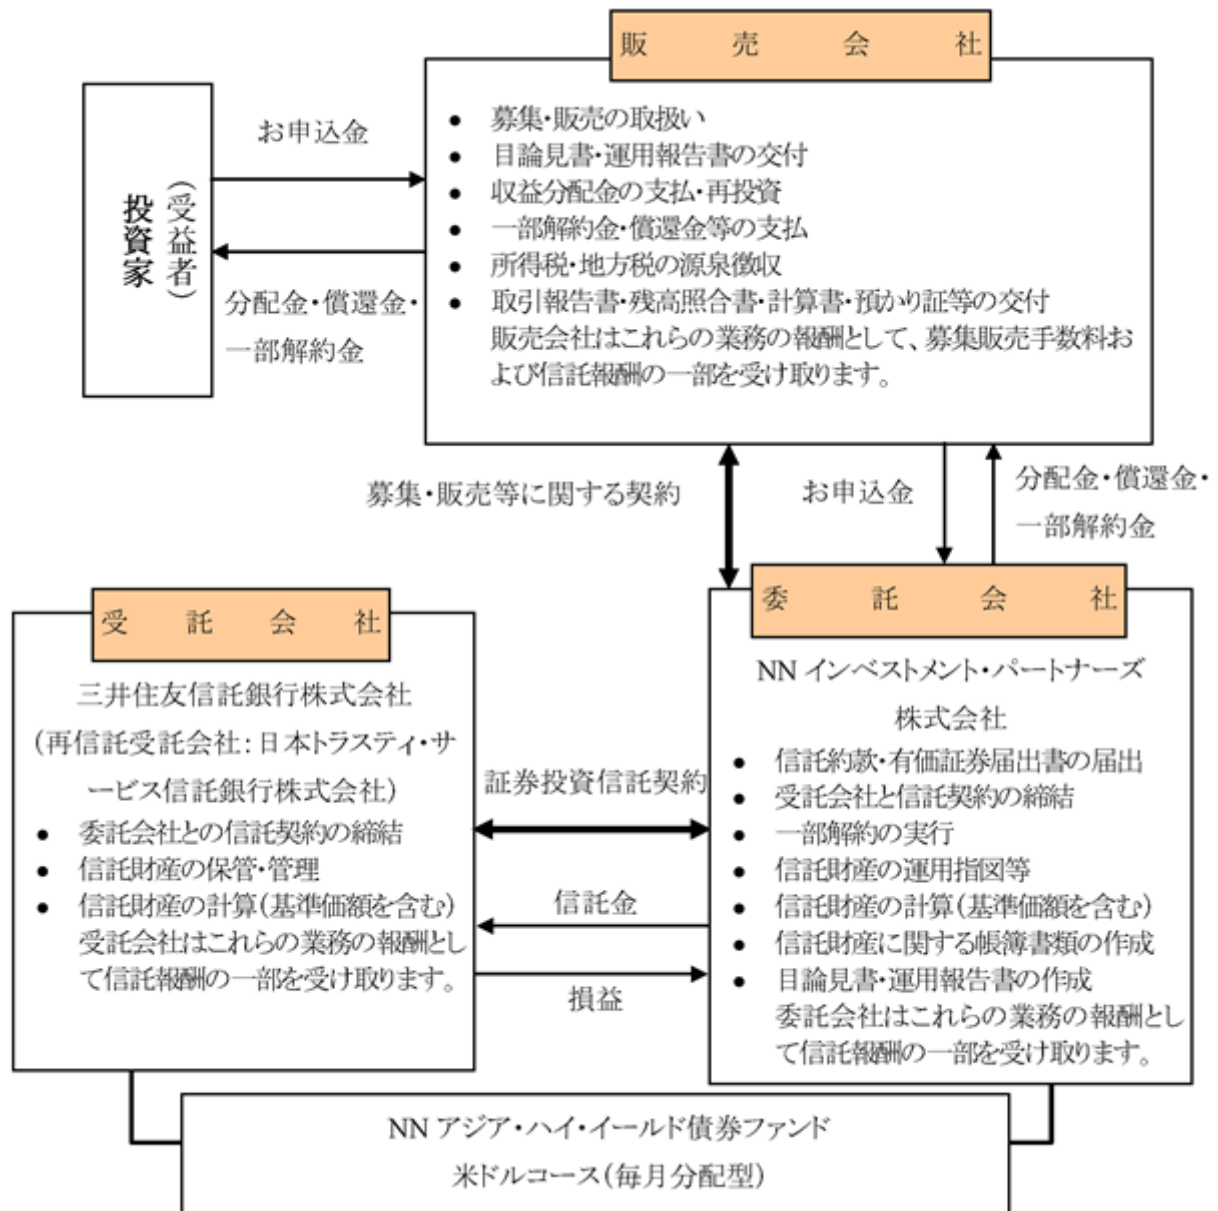 販売会社
投資家
(受益者)
お申込金
分配金・償還金・
一部解約金
● 募集・販売の取扱い
● 目論見書・運用報告書の交付
● 収益分配金の支払・再投資
● 一部解約金・償還金等の支払
● 所得税・地方税の源泉徴収
● 取引報告書・残高照合書・計算書・預かり証等の交付
販売会社はこれらの業務の報酬として、募集販売手数料お
よび信託報酬の一部を受け取ります。
募集・販売等に関する契約
お申込金
分配金・償還金・
一部解約金
受託会社
三井住友信託銀行株式会社
(再信託受託会社:日本トラスティ・サ
ービス信託銀行株式会社)
● 委託会社との信託契約の締結
● 信託財産の保管・管理
● 信託財産の計算(基準価額を含む)
受託会社はこれらの業務の報酬とし
て信託報酬の一部を受け取ります。
証券投資信託契約
信託金
損益
委託会社
NN インベストメント・パートナーズ
株式会社
● 信託約款・有価証券届出書の届出
● 受託会社と信託契約の締結
● 一部解約の実行
● 信託財産の運用指図等
● 信託財産の計算(基準価額を含む)
● 信託財産に関する帳簿書類の作成
● 目論見書・運用報告書の作成
委託会社はこれらの業務の報酬とし
て信託報酬の一部を受け取ります。
NN アジア・ハイ・イールド債券ファンド
米ドルコース(毎月分配型)